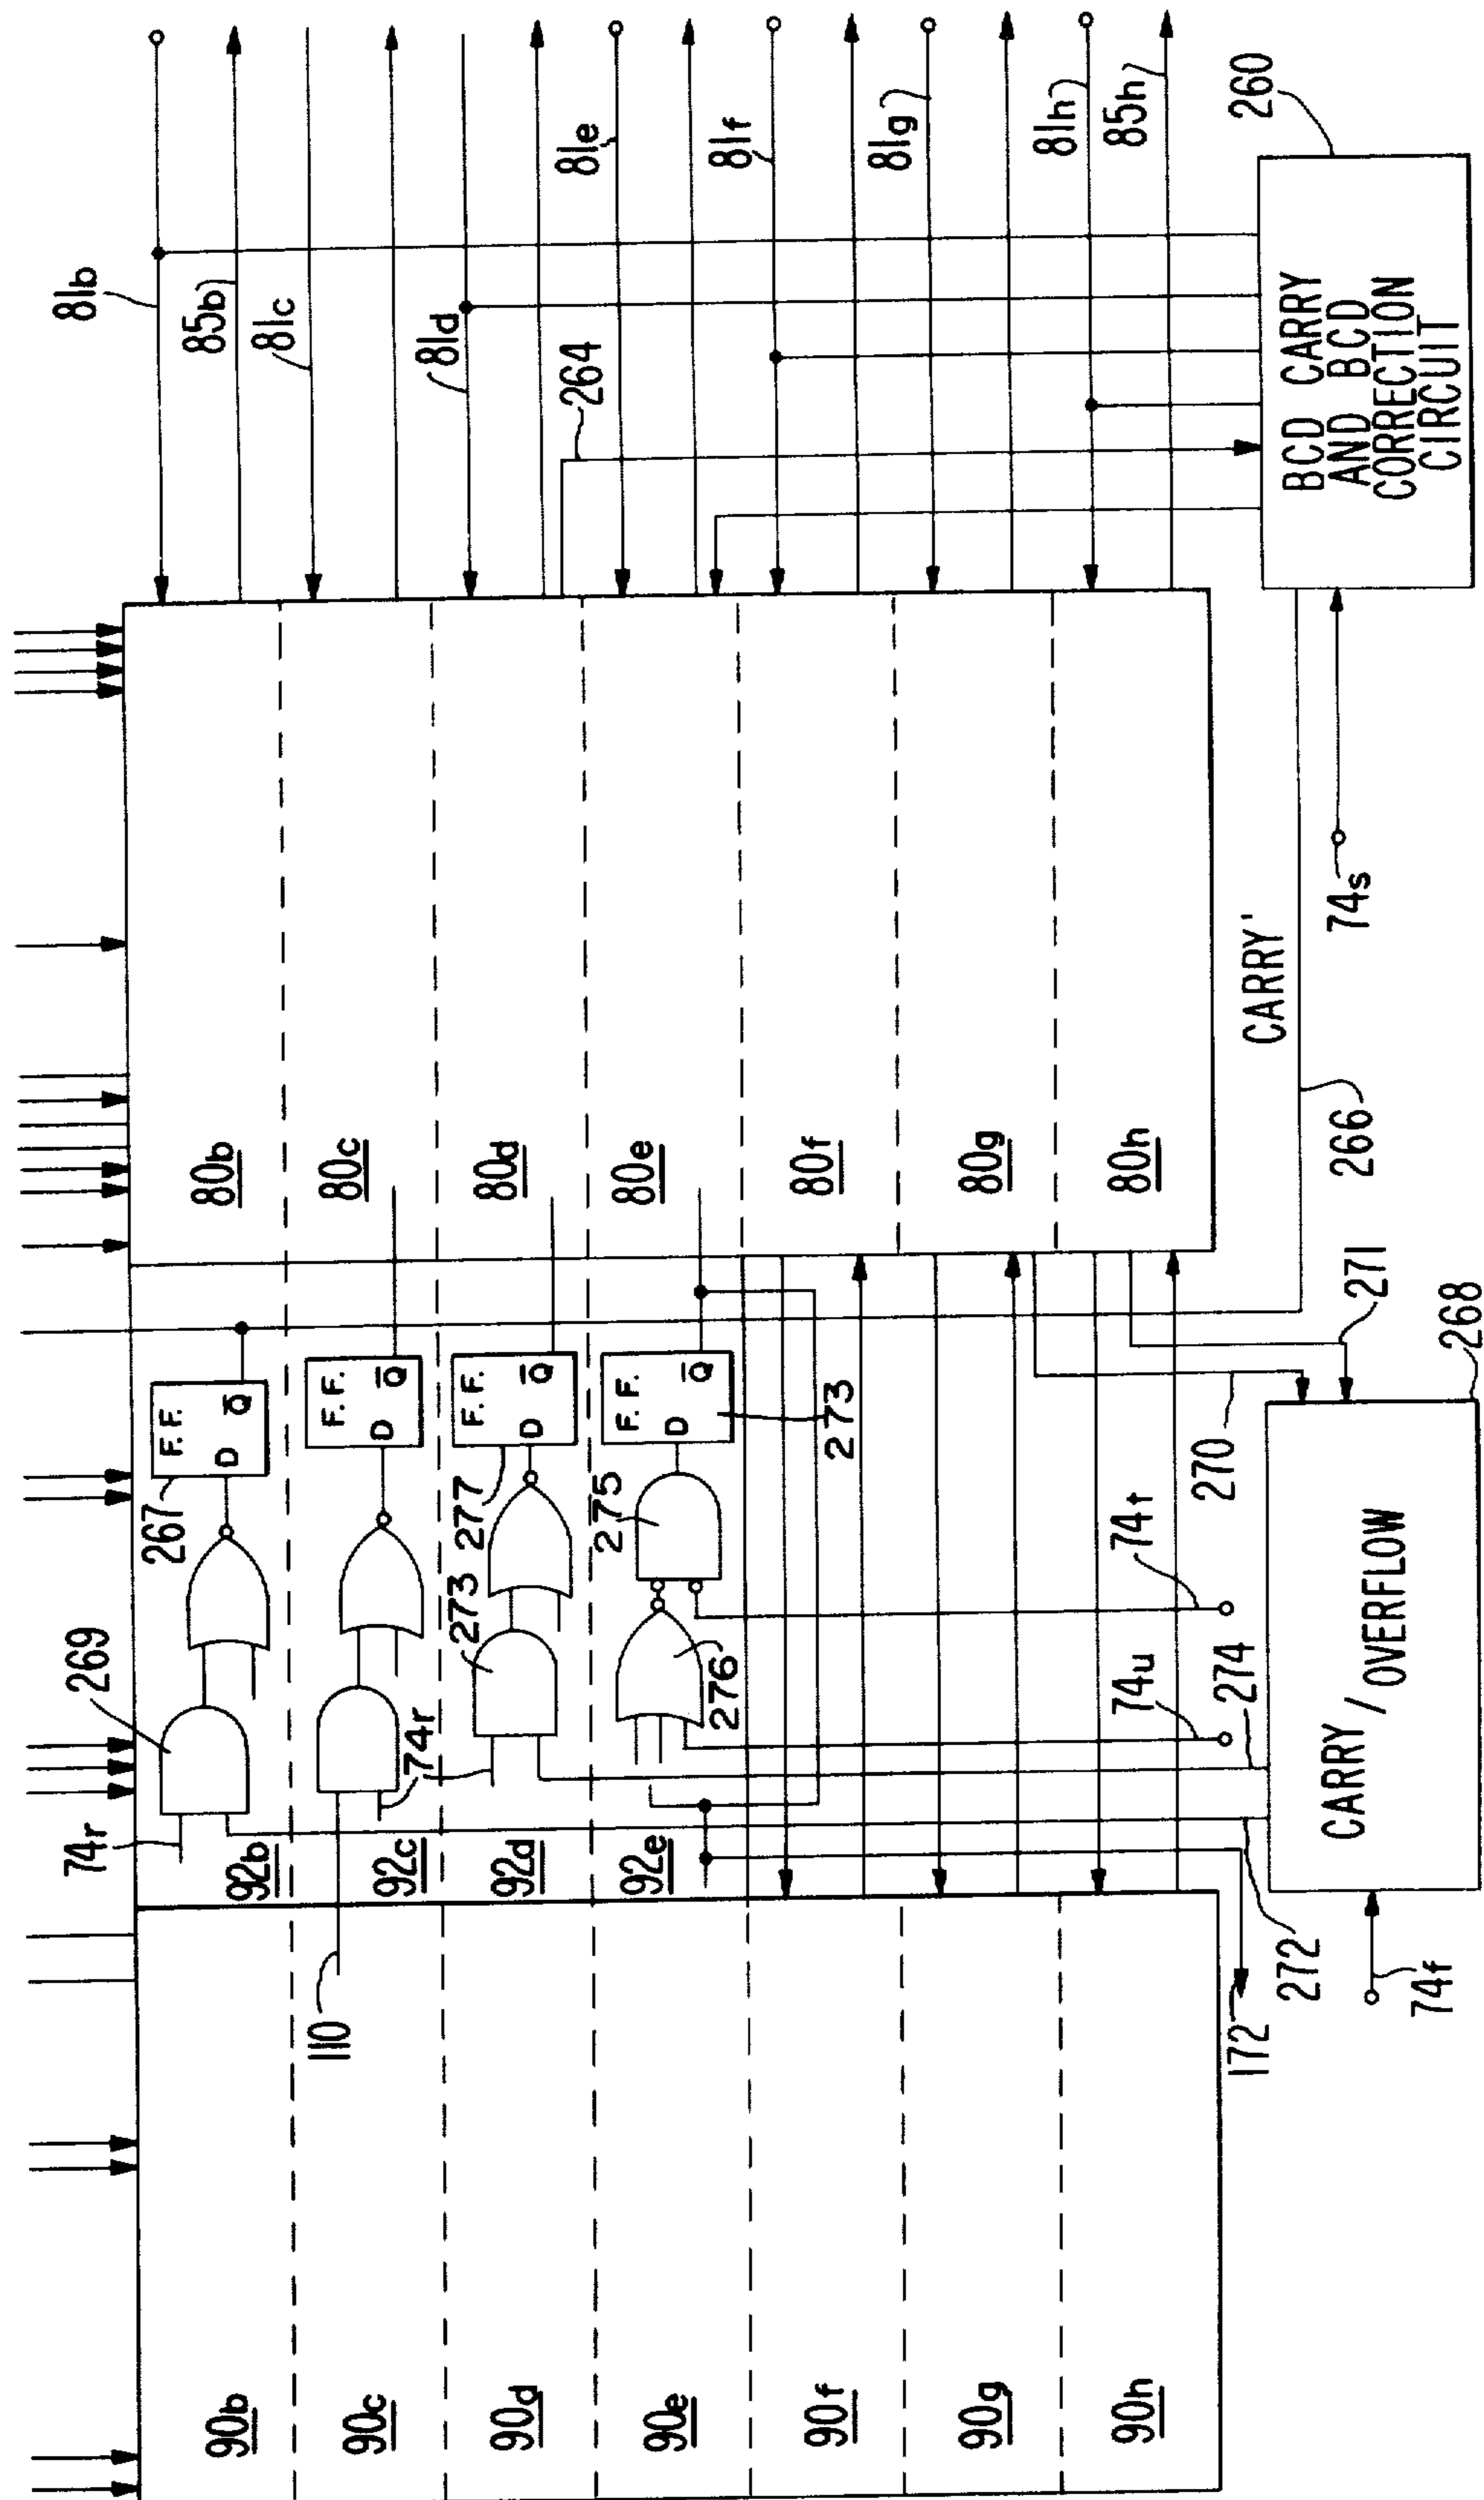 81b
85b
81c
81d
264
81e
81f
81g
81h
85h
260
BCD CARRY
AND BCD
CORRECTION
CIRCUIT
74s
CARRY'
266
80b
80c
80d
80e
80f
80g
80h
267
F.F.
D Q̅
F.F.
D Q̅
277
F.F.
D Q̅
F.F.
D Q̅
273
275
273
276
269
74r
74r
92b
92c
92d
92e
110
74t
74u
274
270
271
268
CARRY/OVERFLOW
272
74f
172
90b
90c
90d
90e
90f
90g
90h